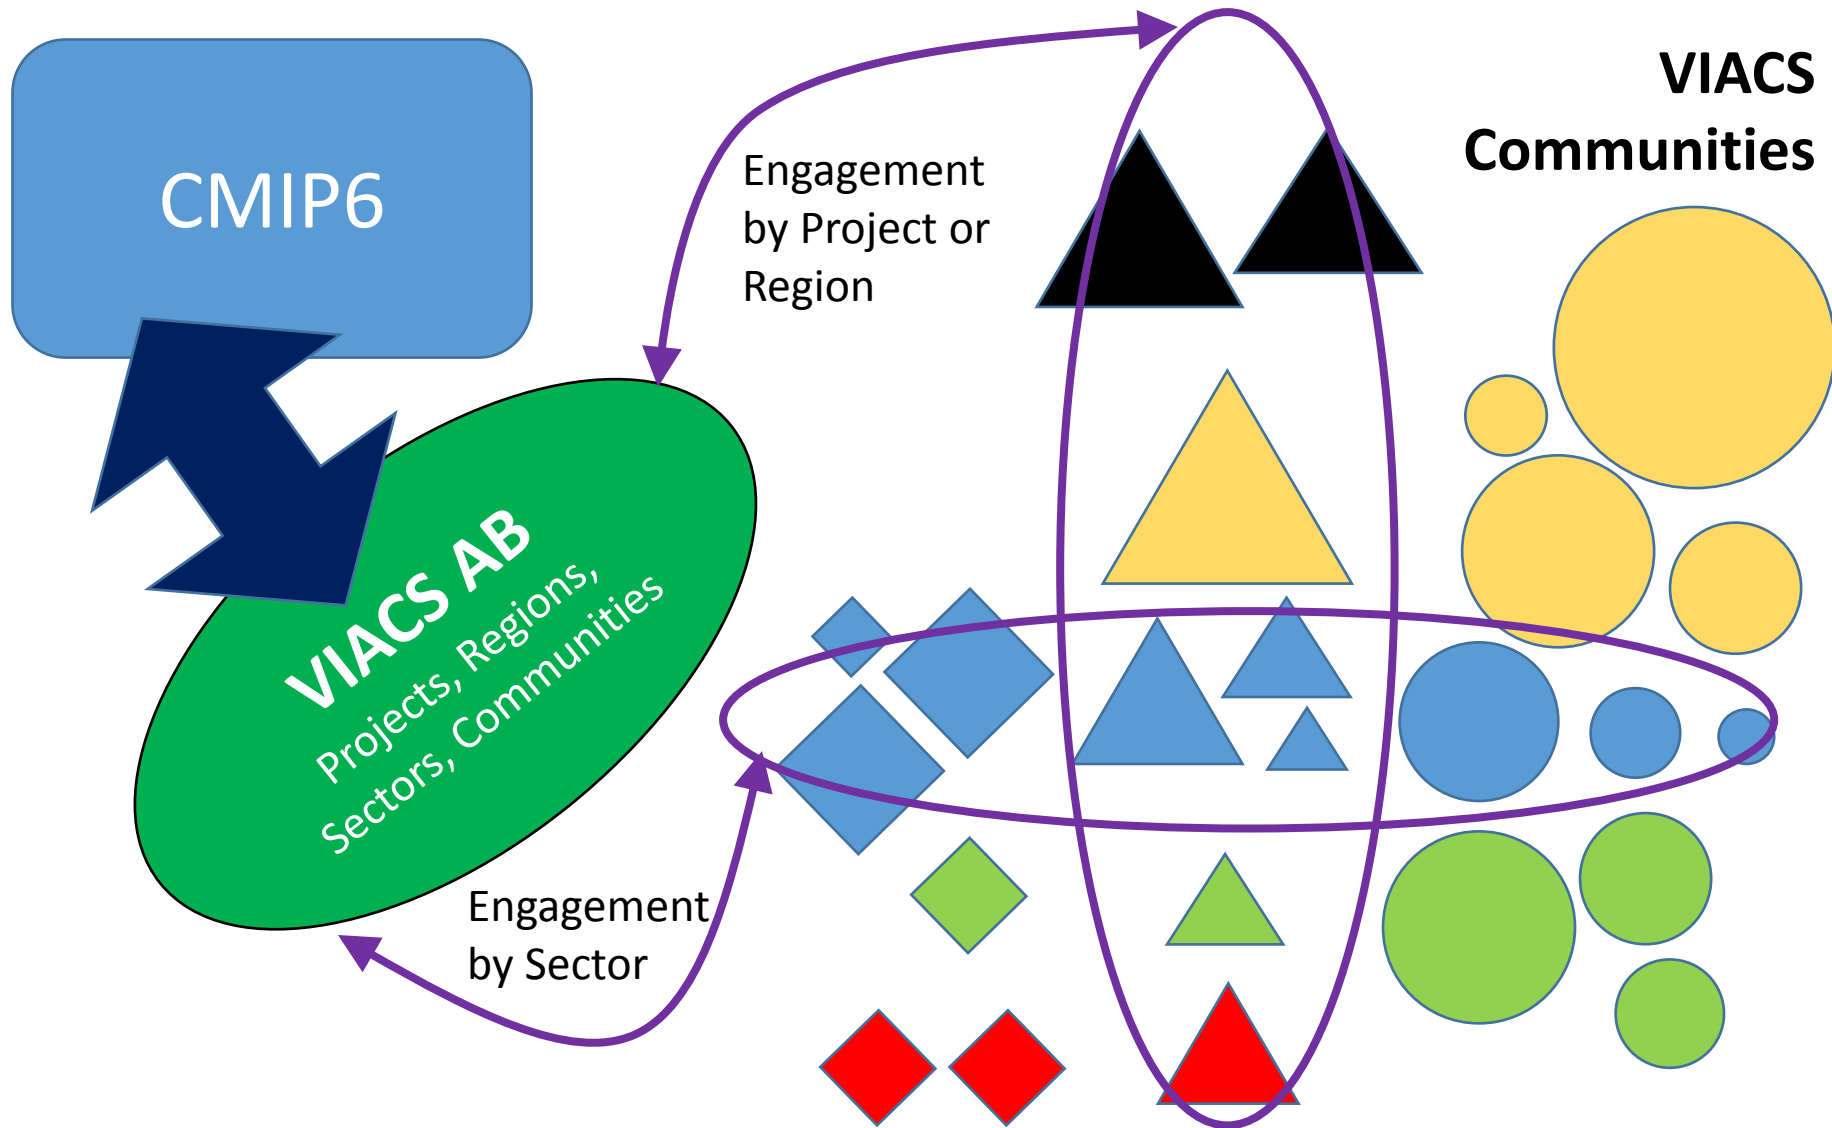 CMIP6
Engagement
by Project or
Region
VIACS
Communities
VIACS AB
Projects, Regions,
Sectors, Communities
Engagement
by Sector